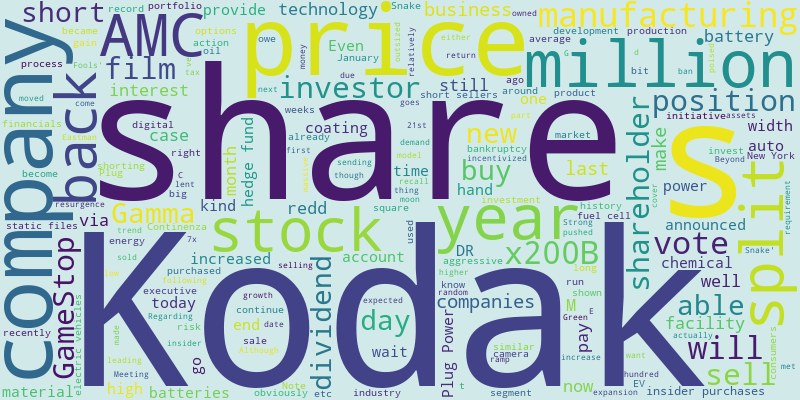 short
AMC
record
portfolio
Snake
provide
technology
business
owned
manufacturing
became
gain
price
options
action
oil
Even
January
owe
money
outsized
either
relatively
development
production
average
G
d
battery
process
Fools'
moved
come
film
interest
ve
tax
next
investor
due
return
million
bit
ban
company
back
share
weeks
hedge fund
short sellers
ago
still
around
one
product
position
financials
Eastman
digital
case
already
coating
goes
21st
new
bankruptcy
incentivized
part
market
initiative
assets
width
month
first
sending
demand
model
buy
last
shareholder
make
S
auto
become
shorting
right
Plug
C
lent
big
though
time
recall
thing
moon
hand
power
invest
Beyond
New York
cover
resurgence
via
Gamma
kind
redd
square
year
history
fuel cell
investment
announced
requirement
static files
trend
Continenza
stock
used
DR
Strong
pushed
vote
split
Snake'
GameStop
energy
7x
increased
account
aggressive
higher
x200B
chemical
sold
purchased
following
selling
know
random
long
well
Kodak
executive
today
Regarding
risk
insider
growth
continue
dividend
expected
day
companies
run
shown
M
Green
E
able
facility
consumers
recently
electric vehicles
made
go
end
date
sale
Although
wait
Plug Power
similar
camera
ramp
pay
increase
want
actually
will
material
high
leading
Meeting
batteries
Note
obviously
etc
industry
t
segment
now
hundred
EV
expansion
insider purchases
sell
met